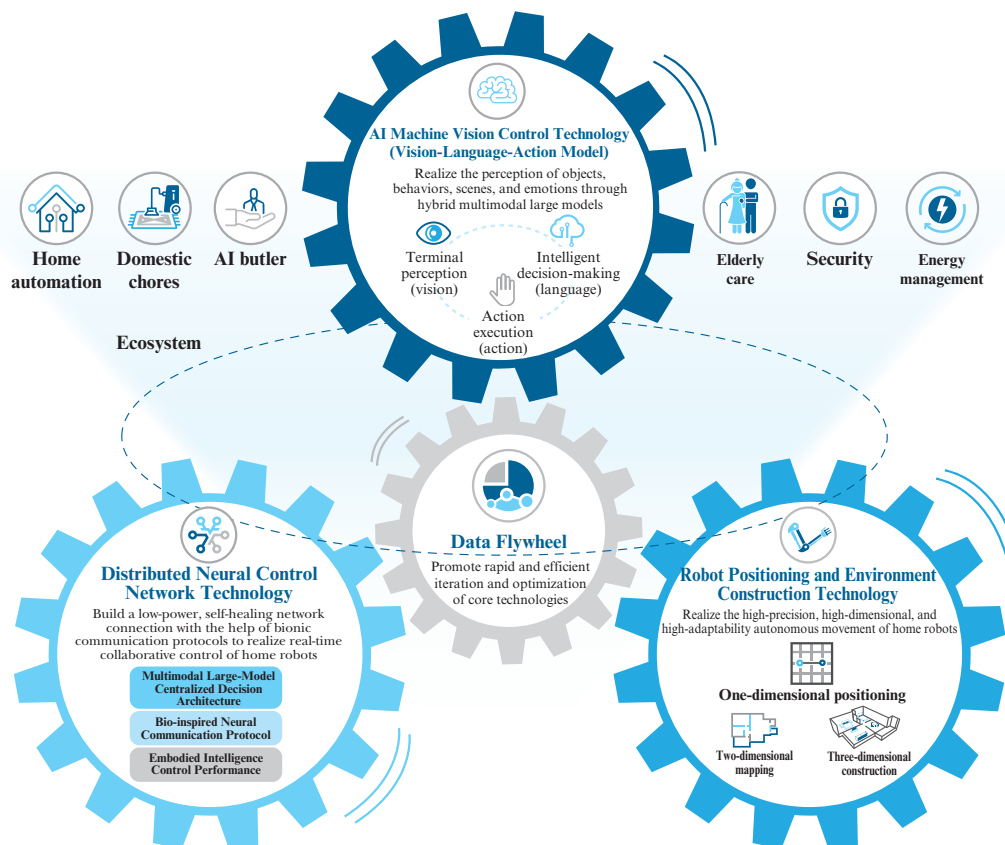 AI Machine Vision Control Technology
(Vision-Language-Action Model)
Realize the perception of objects,
behaviors, scenes, and emotions through
hybrid multimodal large models
Terminal
perception
(vision)
Intelligent
decision-making
(language)
Action
execution
(action)
Home
automation
Domestic
chores
AI butler
Elderly
care
Security
Energy
management
Ecosystem
Data Flywheel
Promote rapid and efficient
iteration and optimization
of core technologies
Distributed Neural Control
Network Technology
Build a low-power, self-healing network
connection with the help of bionic
communication protocols to realize real-time
collaborative control of home robots
Multimodal Large-Model
Centralized Decision
Architecture
Bio-inspired Neural
Communication Protocol
Embodied Intelligence
Control Performance
Robot Positioning and Environment
Construction Technology
Realize the high-precision, high-dimensional, and
high-adaptability autonomous movement of home robots
One-dimensional positioning
Two-dimensional
mapping
Three-dimensional
construction